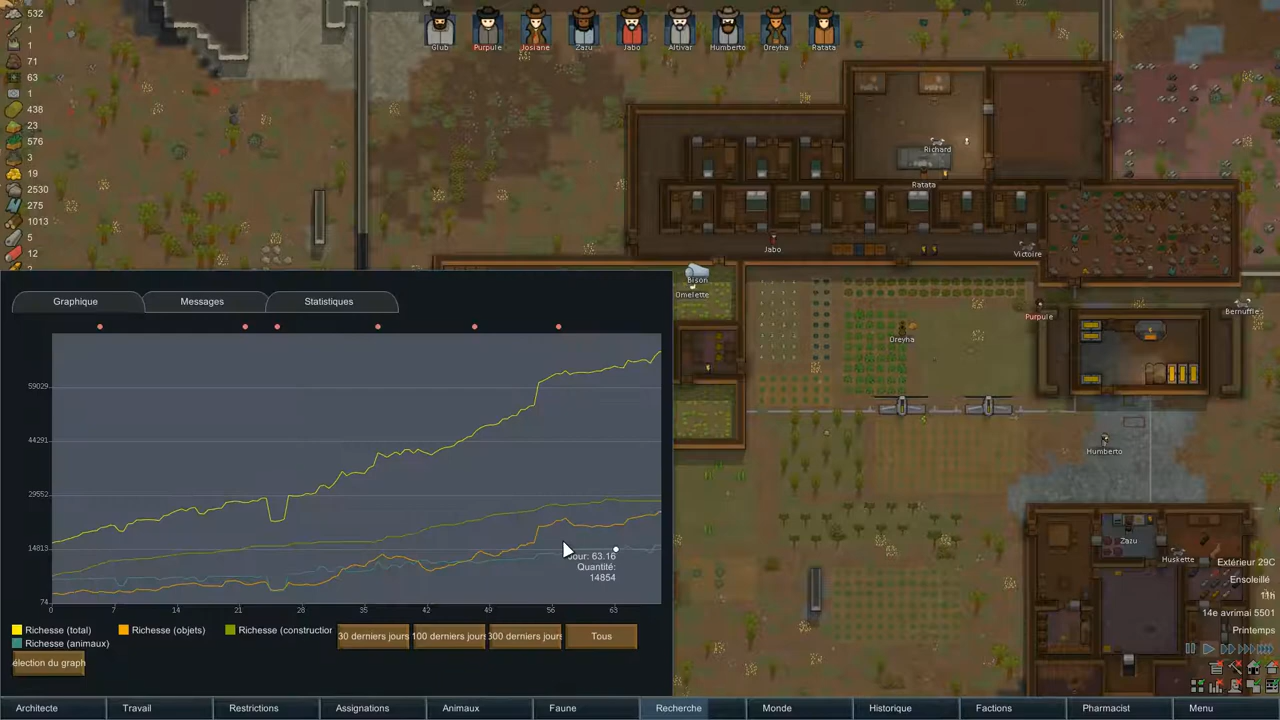 532
1
1
71
63
1
438
23
576
3
19
2530
275
1013
5
12
Glub
Purpule
Josiane
Zazu
Jabo
Altivar
Humberto
Oreyha
Ratata
Richard
Ratata
Jabo
Victoire
Bison
Omelette
Purpule
Bernuffle
Oreyha
Humberto
Zazu
Huskette
Graphique
Messages
Statistiques
59029
44291
29552
14813
74
0 7 14 21 28 35 42 49 56 63
Jour: 63.16
Quantité:
14854
Richesse (total)
Richesse (objets)
Richesse (construction
Richesse (animaux)
30 derniers jours
100 derniers jours
300 derniers jours
Tous
élection du graph
Extérieur 29C
Ensoleillé
11h
14e avrimai 5501
Printemps
Architecte
Travail
Restrictions
Assignations
Animaux
Faune
Recherche
Monde
Historique
Factions
Pharmacist
Menu